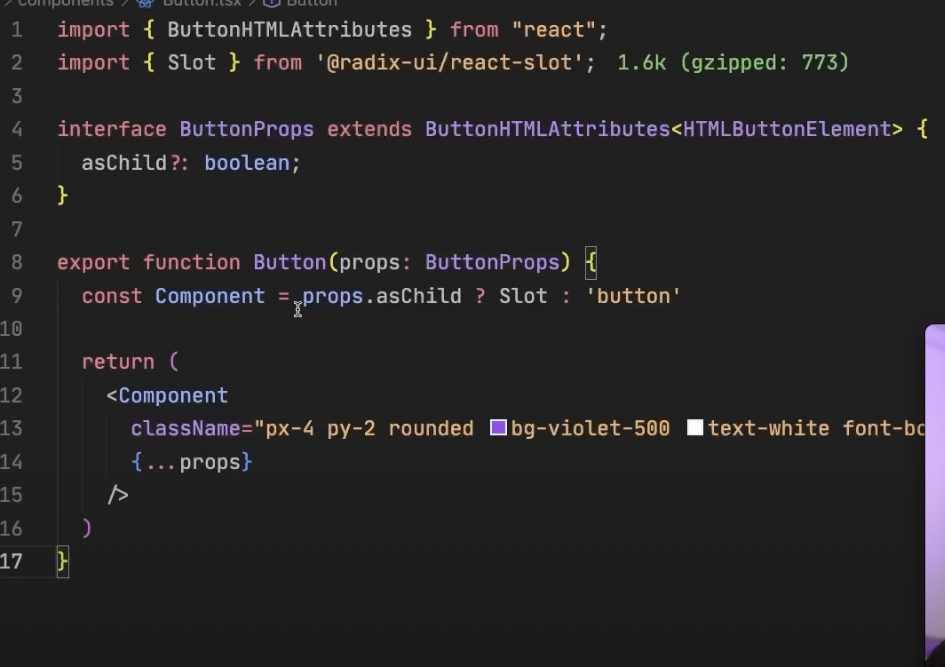 components > Button.tsx > Button
1 import { ButtonHTMLAttributes } from "react";
2 import { Slot } from '@radix-ui/react-slot'; 1.6k (gzipped: 773)
3
4 interface ButtonProps extends ButtonHTMLAttributes<HTMLButtonElement> {
5 asChild?: boolean;
6 }
7
8 export function Button(props: ButtonProps) {
9 const Component = props.asChild ? Slot : 'button'
10
11 return (
12 <Component
13 className="px-4 py-2 rounded bg-violet-500 text-white
14 {...props}
15 />
16 )
17 }